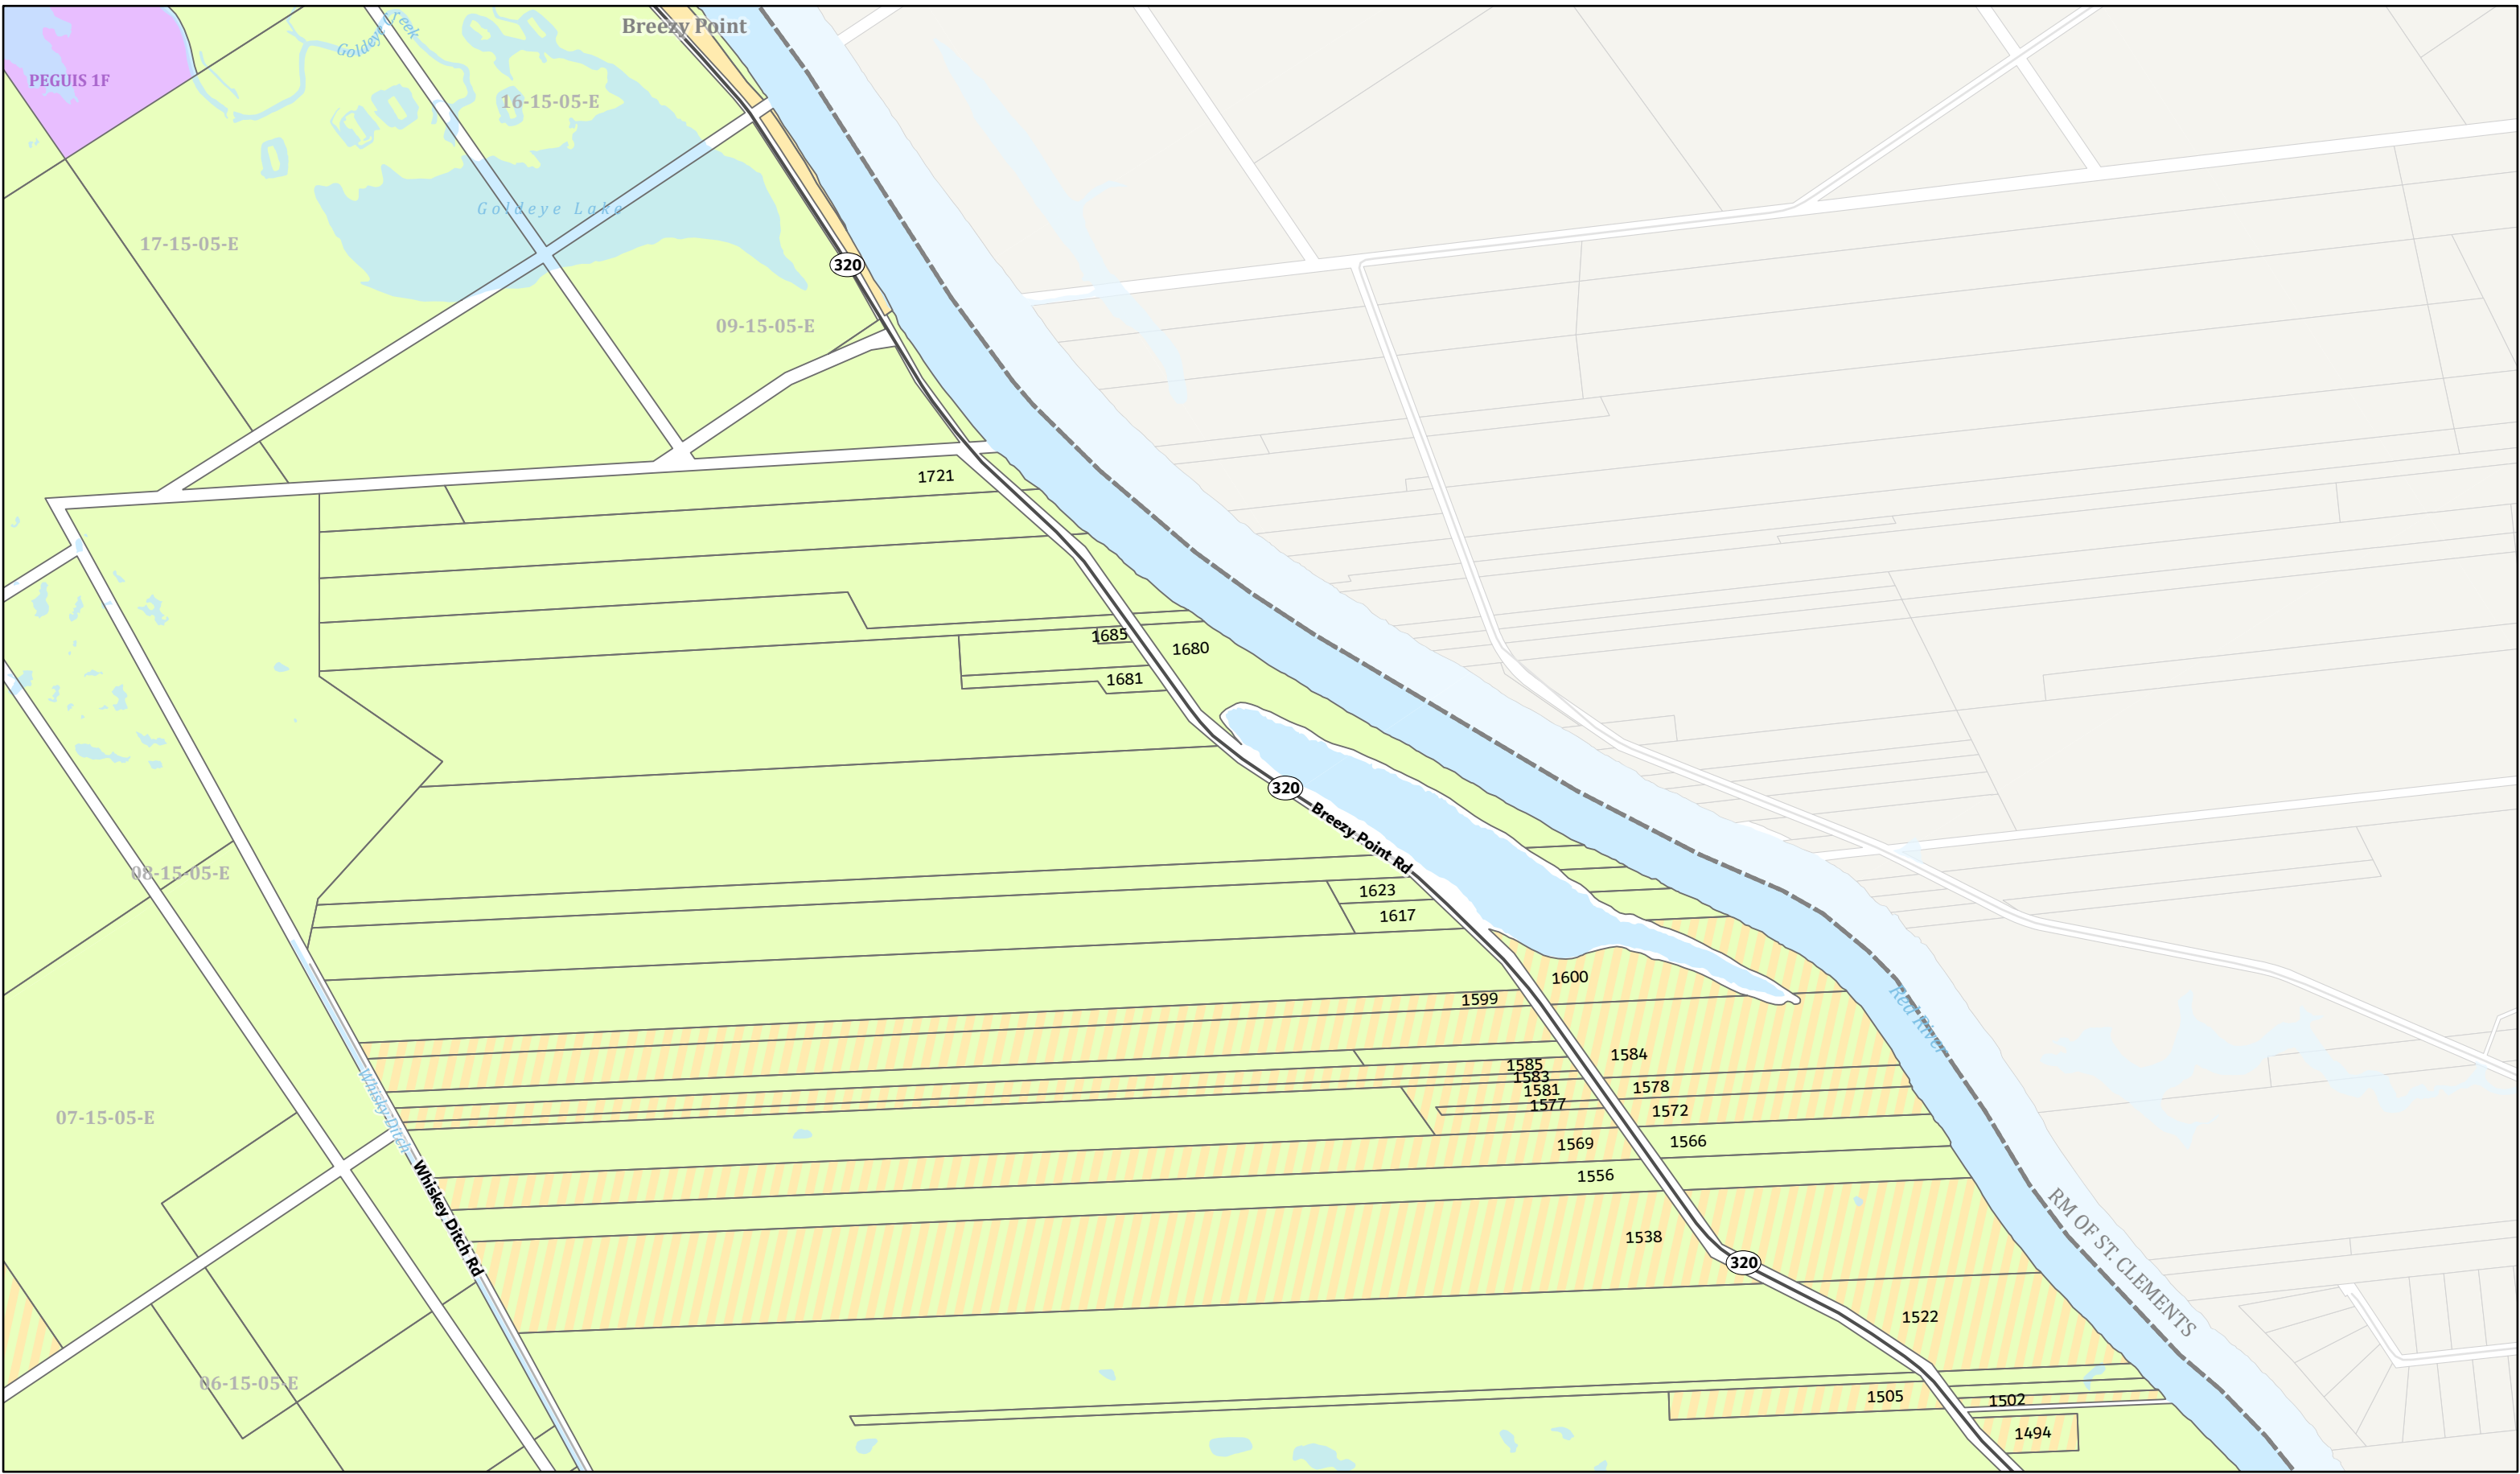 Breezy Point
Goldeye Creek
PEGUIS 1F
16-15-05-E
Goldeye Lake
17-15-05-E
320
09-15-05-E
1721
1685
1680
1681
320
Breezy Point Rd
08-15-05-E
1623
1617
1600
1599
Red River
1584
1585
1583
1578
1581
1577
1572
07-15-05-E
Whisky Ditch
1569
1566
1556
Whiskey Ditch Rd
1538
RM OF ST. CLEMENTS
320
1522
06-15-05-E
1505
1502
1494